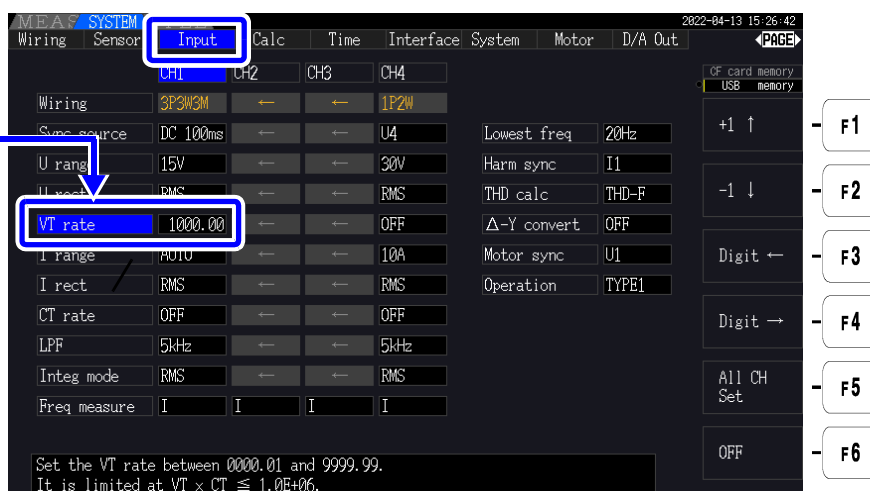 MEAS SYSTEM 2022-04-13 15:26:42
Wiring Sensor Input Calc Time Interface System Motor D/A Out PAGE
CH1 CH2 CH3 CH4 CF card memory
USB memory
Wiring 3P3W3M ← ← 1P2W +1 ↑ F1
Sync source DC 100ms ← ← U4 Lowest freq 20Hz
U range 15V ← ← 30V Harm sync I1
U rect RMS ← ← RMS THD calc THD-F -1 ↓ F2
VT rate 1000.00 ← ← OFF Δ-Y convert OFF
I range AUTO ← ← 10A Motor sync U1 Digit ← F3
I rect RMS ← ← RMS Operation TYPE1
CT rate OFF ← ← OFF Digit → F4
LPF 5kHz ← ← 5kHz
Integ mode RMS ← ← RMS All CH
Set F5
Freq measure I I I I
OFF F6
Set the VT rate between 0000.01 and 9999.99.
It is limited at VT × CT ≦ 1.0E+06.